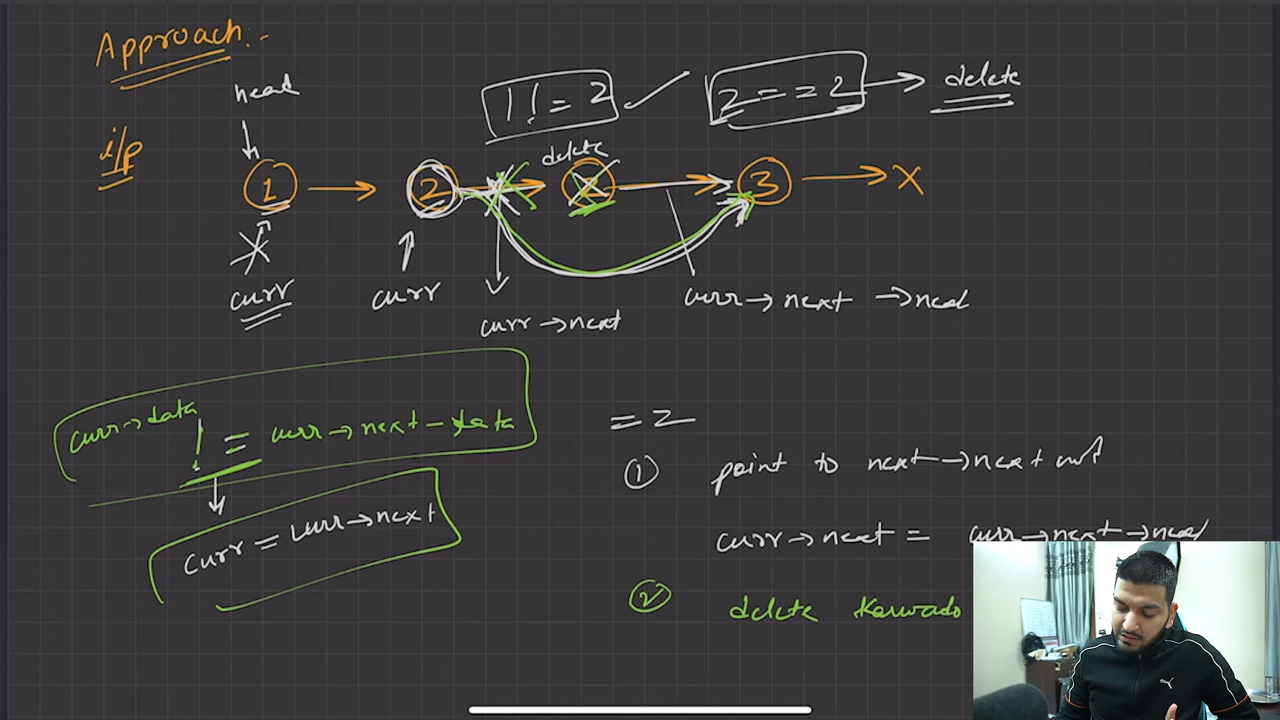 Approach:-
head
1 != 2
2 == 2
delete
i/p
delete
1
2
3
X
curr
curr
curr→next
curr→next→next
curr→data
!=
curr→next→data
curr = curr→next
= 2
① point to next→next
curr→next = curr→next→next
② delete Karwado